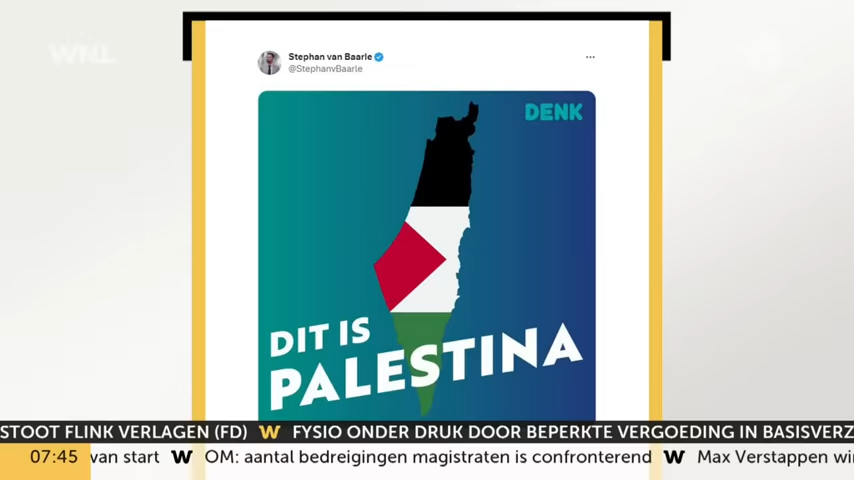 WNL
Stephan van Baarle
@StephanvBaarle
DENK
DIT IS
PALESTINA
STOOT FLINK VERLAGEN (FD) W FYSIO ONDER DRUK DOOR BEPERKTE VERGOEDING IN BASISVERZ
07:45 van start W OM: aantal bedreigingen magistraten is confronterend W Max Verstappen wi